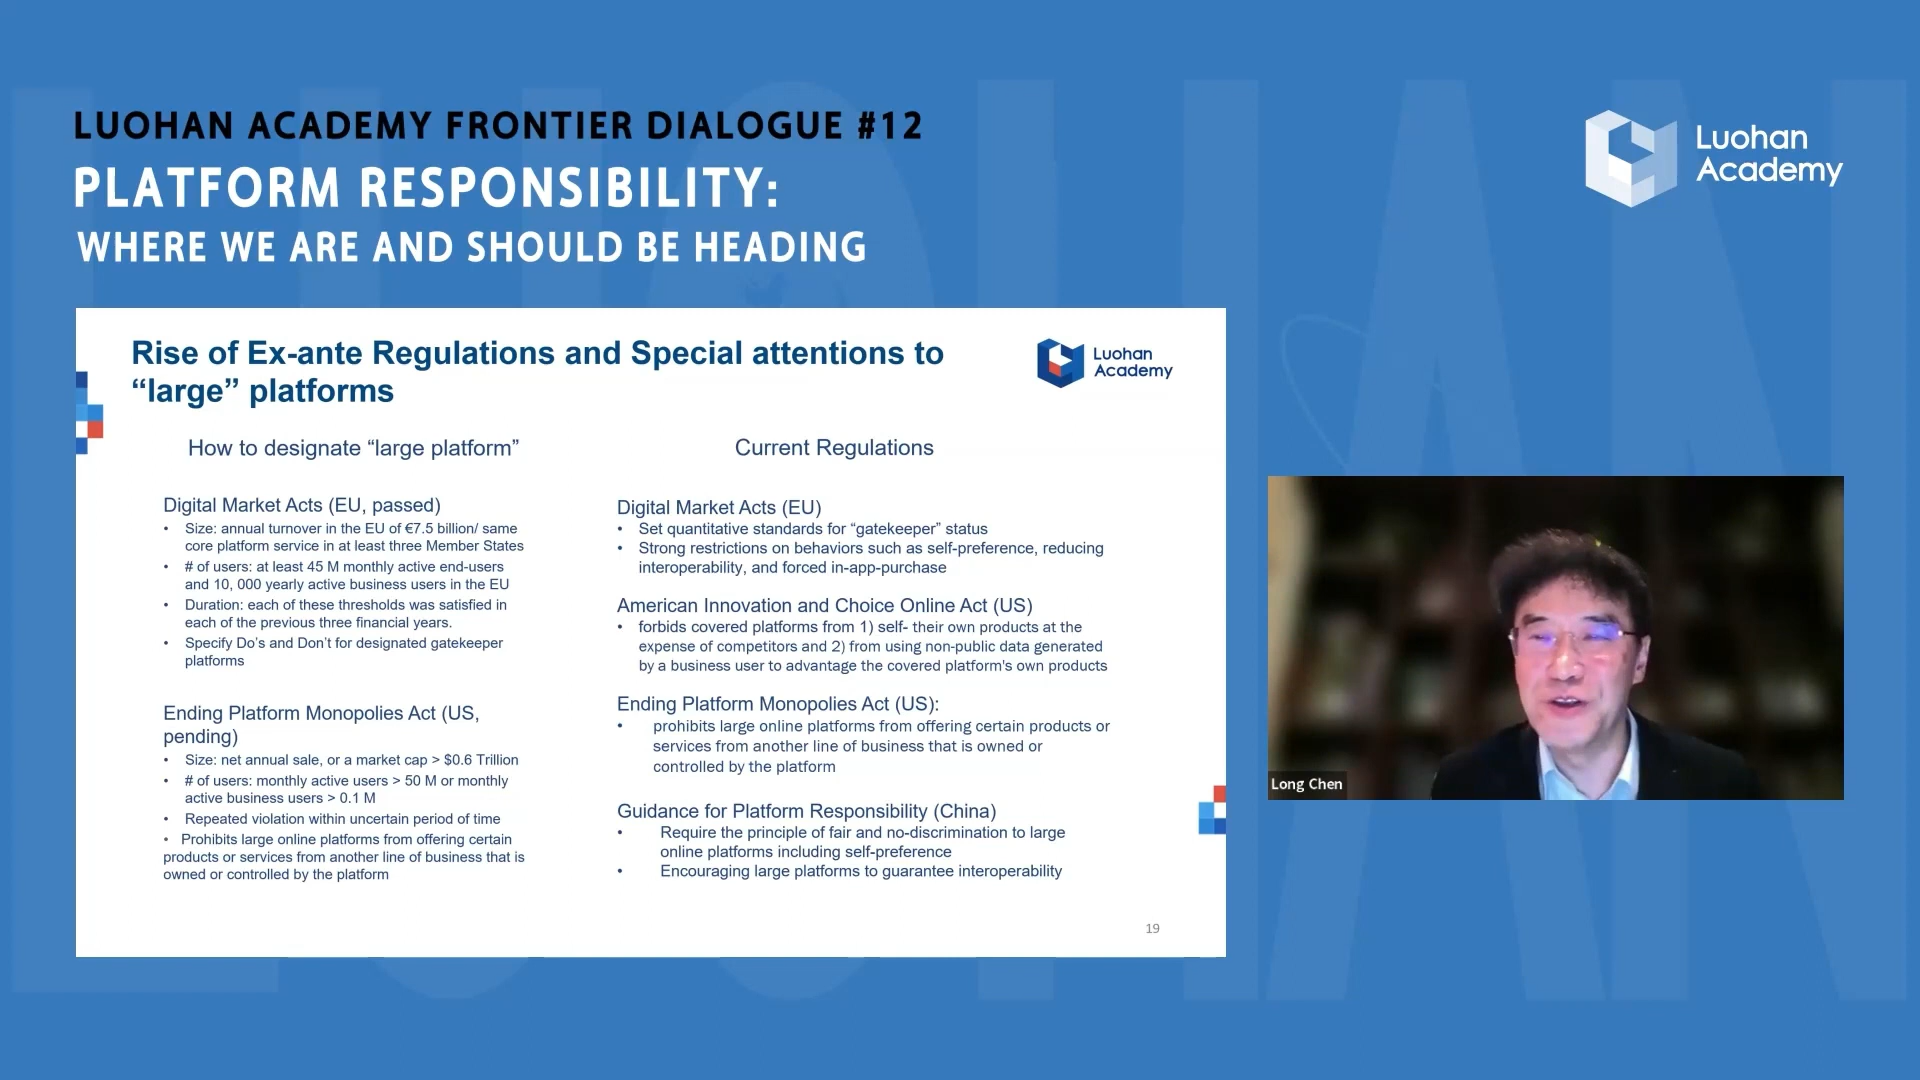 LUOHAN ACADEMY FRONTIER DIALOGUE #12
PLATFORM RESPONSIBILITY:
WHERE WE ARE AND SHOULD BE HEADING
Luohan
Academy
Rise of Ex-ante Regulations and Special attentions to
“large” platforms
Luohan
Academy
How to designate “large platform”
Digital Market Acts (EU, passed)
• Size: annual turnover in the EU of €7.5 billion/ same
core platform service in at least three Member States
• # of users: at least 45 M monthly active end-users
and 10, 000 yearly active business users in the EU
• Duration: each of these thresholds was satisfied in
each of the previous three financial years.
• Specify Do’s and Don’t for designated gatekeeper
platforms
Ending Platform Monopolies Act (US,
pending)
• Size: net annual sale, or a market cap > $0.6 Trillion
• # of users: monthly active users > 50 M or monthly
active business users > 0.1 M
• Repeated violation within uncertain period of time
• Prohibits large online platforms from offering certain
products or services from another line of business that is
owned or controlled by the platform
Current Regulations
Digital Market Acts (EU)
• Set quantitative standards for “gatekeeper” status
• Strong restrictions on behaviors such as self-preference, reducing
interoperability, and forced in-app-purchase
American Innovation and Choice Online Act (US)
• forbids covered platforms from 1) self- their own products at the
expense of competitors and 2) from using non-public data generated
by a business user to advantage the covered platform's own products
Ending Platform Monopolies Act (US):
• prohibits large online platforms from offering certain products or
services from another line of business that is owned or
controlled by the platform
Guidance for Platform Responsibility (China)
• Require the principle of fair and no-discrimination to large
online platforms including self-preference
• Encouraging large platforms to guarantee interoperability
19
Long Chen